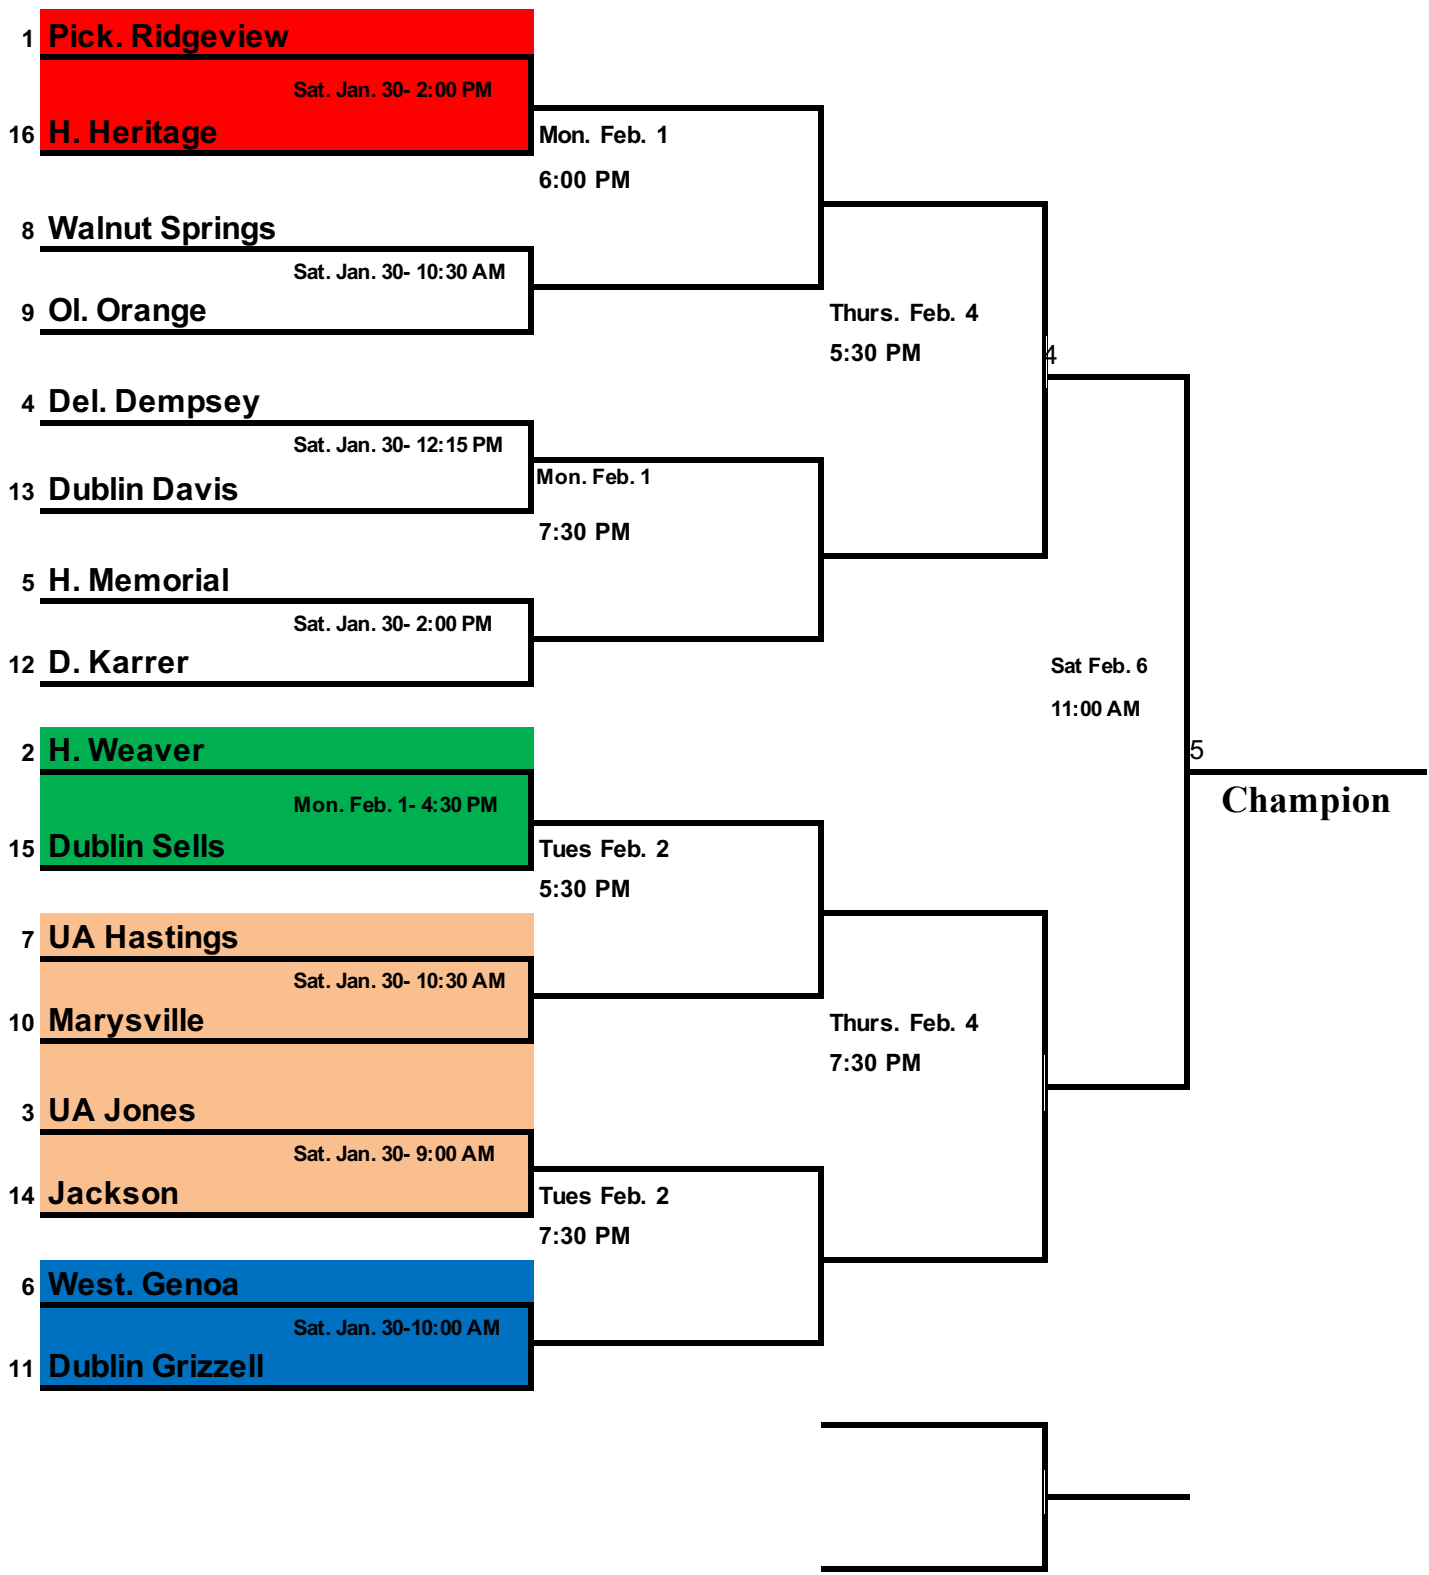 1 Pick. Ridgeview
Sat. Jan. 30- 2:00 PM
16 H. Heritage
Mon. Feb. 1
6:00 PM
8 Walnut Springs
Sat. Jan. 30- 10:30 AM
9 Ol. Orange
Thurs. Feb. 4
5:30 PM
4
4 Del. Dempsey
Sat. Jan. 30- 12:15 PM
Mon. Feb. 1
13 Dublin Davis
7:30 PM
5 H. Memorial
Sat. Jan. 30- 2:00 PM
12 D. Karrer
Sat Feb. 6
11:00 AM
2 H. Weaver
5
Mon. Feb. 1- 4:30 PM
Champion
15 Dublin Sells
Tues Feb. 2
5:30 PM
7 UA Hastings
Sat. Jan. 30- 10:30 AM
10 Marysville
Thurs. Feb. 4
7:30 PM
3 UA Jones
Sat. Jan. 30- 9:00 AM
14 Jackson
Tues Feb. 2
7:30 PM
6 West. Genoa
Sat. Jan. 30-10:00 AM
11 Dublin Grizzell